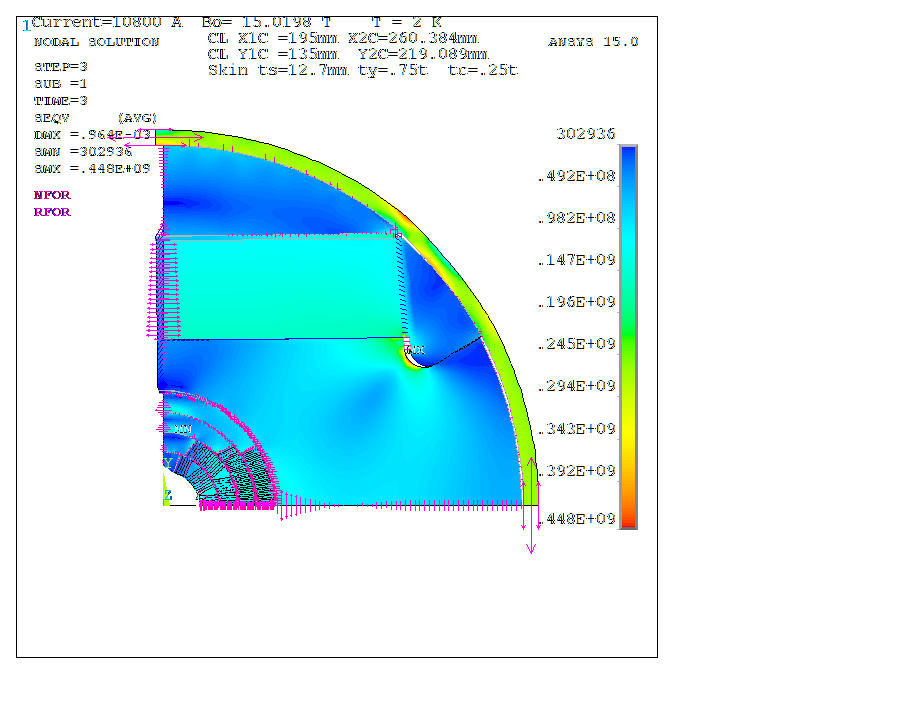 1
Current=10800 A Bo= 15.0198 T T = 2 K
NODAL SOLUTION
CL X1C =195mm X2C=260.384mm
CL Y1C =135mm Y2C=219.089mm
Skin ts=12.7mm ty=.75t tc=.25t
ANSYS 15.0
STEP=3
SUB =1
TIME=3
SEQV (AVG)
DMX =.964E-03
SMN =302936
SMX =.448E+09
NFOR
RFOR
302936
.492E+08
.982E+08
.147E+09
.196E+09
.245E+09
.294E+09
.343E+09
.392E+09
.448E+09
MX
MN
Y
Z